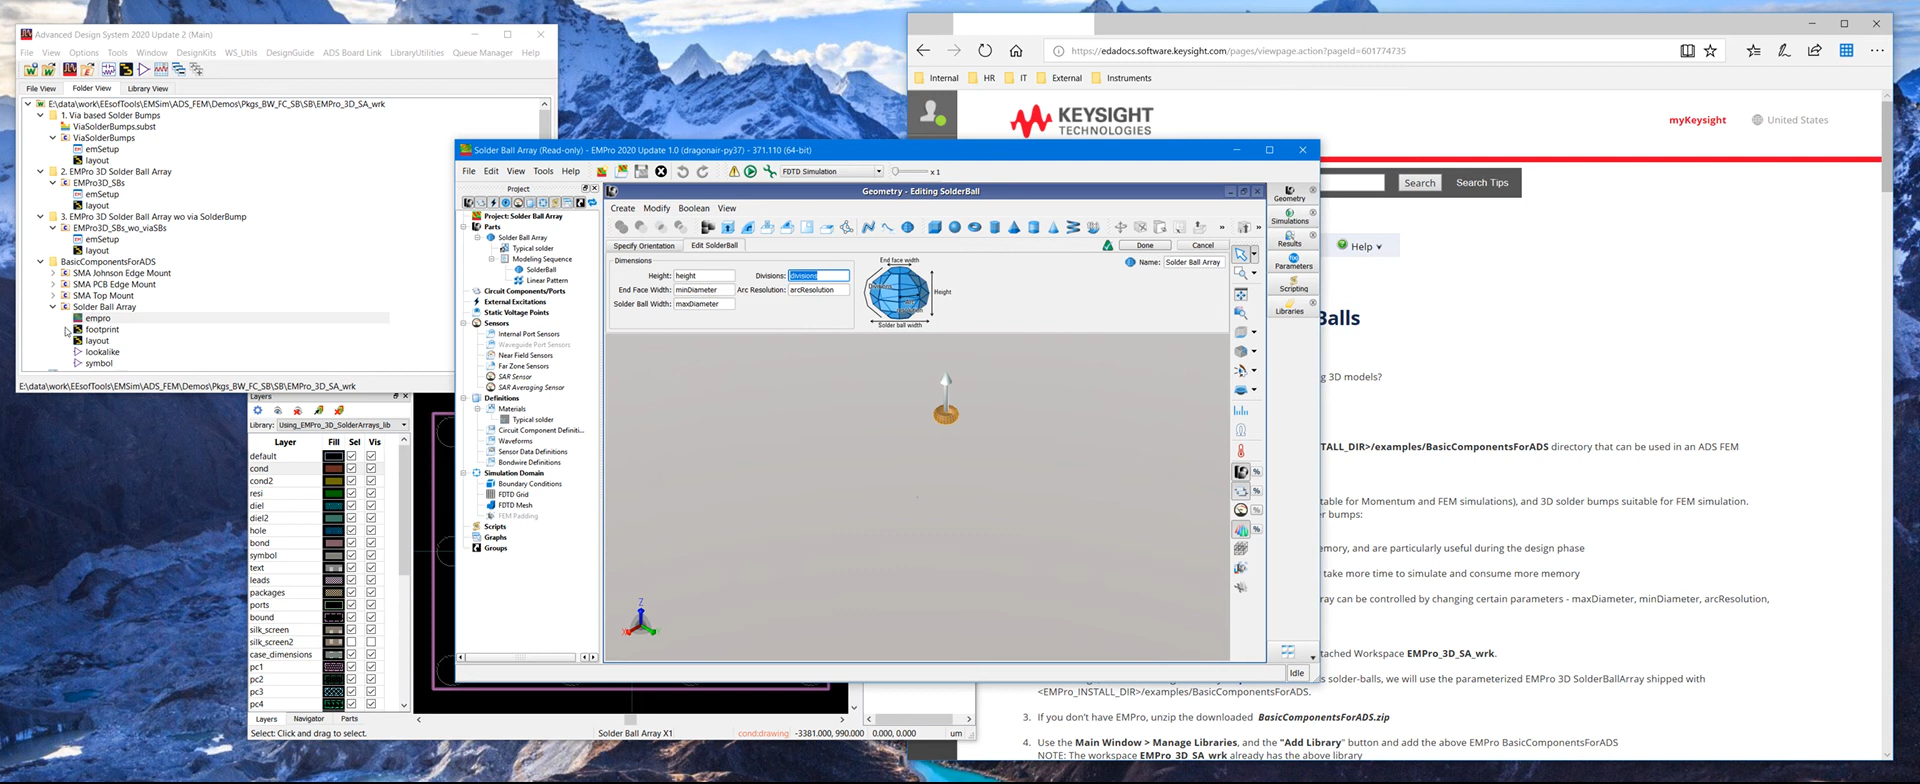 Advanced Design System 2020 Update 2 (Main)
File View Options Tools Window DesignKits WS_Utils DesignGuide ADS Board Link LibraryUtilities Queue Manager Help
File View Folder View Library View
E:\data\work\EEsofTools\EMSim\ADS_FEM\Demos\Pkgs_BW_FC_SB\SB\EMPro_3D_SA_wrk
1. Via based Solder Bumps
ViaSolderBumps.subst
ViaSolderBumps
emSetup
layout
2. EMPro 3D Solder Ball Array
EMPro3D_SBs
emSetup
layout
3. EMPro 3D Solder Ball Array wo via SolderBump
EMPro3D_SBs_wo_viaSBs
emSetup
layout
BasicComponentsForADS
SMA Johnson Edge Mount
SMA PCB Edge Mount
SMA Top Mount
Solder Ball Array
empro
footprint
layout
lookalike
symbol
E:\data\work\EEsofTools\EMSim\ADS_FEM\Demos\Pkgs_BW_FC_SB\SB\EMPro_3D_SA_wrk
Layers
Library: Using_EMPro_3D_SolderArrays_lib
Layer Fill Sel Vis
default
cond
cond2
resi
diel
diel2
hole
bond
symbol
text
leads
packages
ports
bound
silk_screen
silk_screen2
case_dimensions
pc1
pc2
pc3
pc4
Layers Navigator Parts
Select: Click and drag to select.
Solder Ball Array X1
cond:drawing -3381.000, 990.000 0.000, 0.000 um
Solder Ball Array (Read-only) - EMPro 2020 Update 1.0 (dragonair-py37) - 371.110 (64-bit)
File Edit View Tools Help
FDTD Simulation
x 1
Project
Project: Solder Ball Array
Parts
Solder Ball Array
Typical solder
Modeling Sequence
SolderBall
Linear Pattern
Circuit Components/Ports
External Excitations
Static Voltage Points
Sensors
Internal Port Sensors
Waveguide Port Sensors
Near Field Sensors
Far Zone Sensors
SAR Sensor
SAR Averaging Sensor
Definitions
Materials
Typical solder
Circuit Component Definiti...
Waveforms
Sensor Data Definitions
Bondwire Definitions
Simulation Domain
Boundary Conditions
FDTD Grid
FDTD Mesh
FEM Padding
Scripts
Graphs
Groups
Geometry - Editing SolderBall
Create Modify Boolean View
Specify Orientation Edit SolderBall
Done Cancel
Dimensions
Height: height Divisions: divisions
End Face Width: minDiameter Arc Resolution: arcResolution
Solder Ball Width: maxDiameter
End face width
Divisions
Height
Solder ball width
Name: Solder Ball Array
Z
Geometry
Simulations
Results
Parameters
Scripting
Libraries
Idle
https://edadocs.software.keysight.com/pages/viewpage.action?pageId=601774735
Internal HR IT External Instruments
KEYSIGHT
TECHNOLOGIES
myKeysight United States
Search Search Tips
Help
Balls
g 3D models?
TALL_DIR>/examples/BasicComponentsForADS directory that can be used in an ADS FEM
table for Momentum and FEM simulations), and 3D solder bumps suitable for FEM simulation.
er bumps:
emory, and are particularly useful during the design phase
take more time to simulate and consume more memory
ray can be controlled by changing certain parameters - maxDiameter, minDiameter, arcResolution,
tached Workspace EMPro_3D_SA_wrk.
s solder-balls, we will use the parameterized EMPro 3D SolderBallArray shipped with
<EMPro_INSTALL_DIR>/examples/BasicComponentsForADS.
3. If you don't have EMPro, unzip the downloaded BasicComponentsForADS.zip
4. Use the Main Window > Manage Libraries, and the "Add Library" button and add the above EMPro BasicComponentsForADS
NOTE: The workspace EMPro_3D_SA_wrk already has the above library